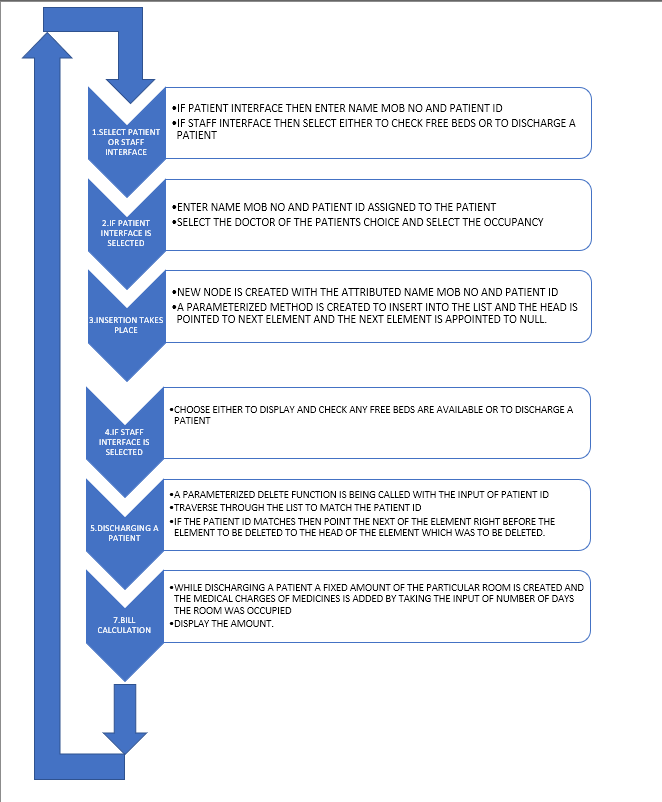 1.SELECT PATIENT
OR STAFF
INTERFACE
•IF PATIENT INTERFACE THEN ENTER NAME MOB NO AND PATIENT ID
•IF STAFF INTERFACE THEN SELECT EITHER TO CHECK FREE BEDS OR TO DISCHARGE A
PATIENT
2.IF PATIENT
INTERFACE IS
SELECTED
•ENTER NAME MOB NO AND PATIENT ID ASSIGNED TO THE PATIENT
•SELECT THE DOCTOR OF THE PATIENTS CHOICE AND SELECT THE OCCUPANCY
3.INSERTION TAKES
PLACE
•NEW NODE IS CREATED WITH THE ATTRIBUTED NAME MOB NO AND PATIENT ID
•A PARAMETERIZED METHOD IS CREATED TO INSERT INTO THE LIST AND THE HEAD IS
POINTED TO NEXT ELEMENT AND THE NEXT ELEMENT IS APPOINTED TO NULL.
4.IF STAFF
INTERFACE IS
SELECTED
•CHOOSE EITHER TO DISPLAY AND CHECK ANY FREE BEDS ARE AVAILABLE OR TO DISCHARGE A
PATIENT
5.DISCHARGING A
PATIENT
•A PARAMETERIZED DELETE FUNCTION IS BEING CALLED WITH THE INPUT OF PATIENT ID
•TRAVERSE THROUGH THE LIST TO MATCH THE PATIENT ID
•IF THE PATIENT ID MATCHES THEN POINT THE NEXT OF THE ELEMENT RIGHT BEFORE THE
ELEMENT TO BE DELETED TO THE HEAD OF THE ELEMENT WHICH WAS TO BE DELETED.
7.BILL
CALCULATION
•WHILE DISCHARGING A PATIENT A FIXED AMOUNT OF THE PARTICULAR ROOM IS CREATED AND
THE MEDICAL CHARGES OF MEDICINES IS ADDED BY TAKING THE INPUT OF NUMBER OF DAYS
THE ROOM WAS OCCUPIED
•DISPLAY THE AMOUNT.